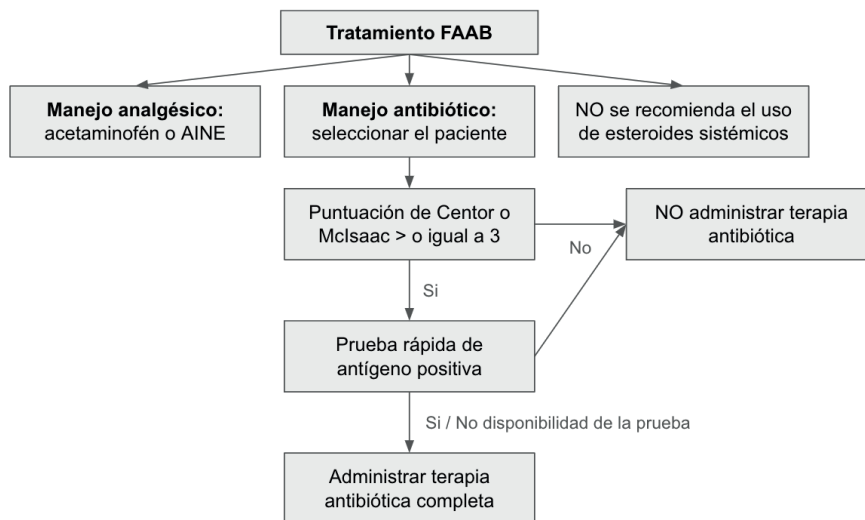 Tratamiento FAAB
Manejo analgésico:
acetaminofén o AINE
Manejo antibiótico:
seleccionar el paciente
NO se recomienda el uso
de esteroides sistémicos
Puntuación de Centor o
McIsaac > o igual a 3
No
NO administrar terapia
antibiótica
Si
Prueba rápida de
antígeno positiva
Si / No disponibilidad de la prueba
Administrar terapia
antibiótica completa